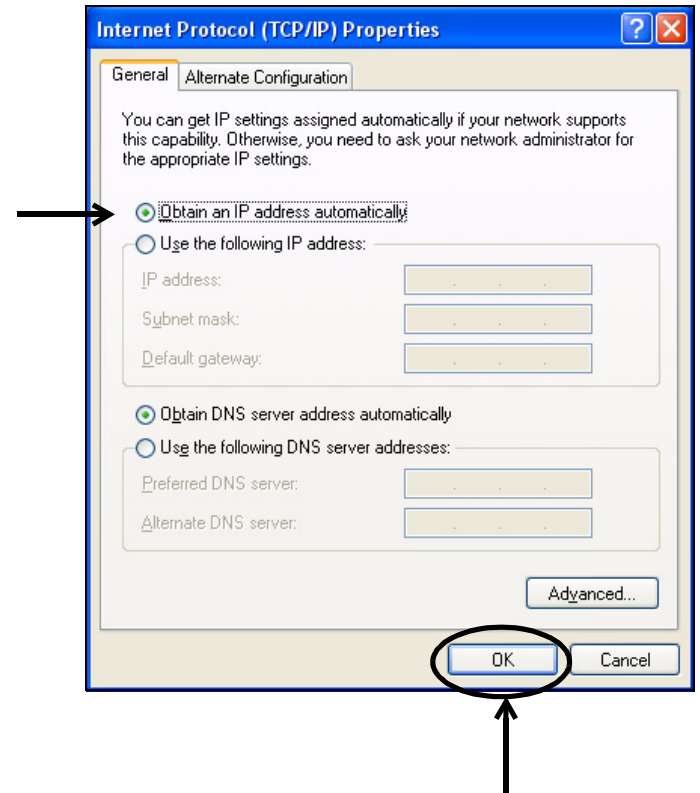 Internet Protocol (TCP/IP) Properties
General
Alternate Configuration
You can get IP settings assigned automatically if your network supports
this capability. Otherwise, you need to ask your network administrator for
the appropriate IP settings.
Obtain an IP address automatically
Use the following IP address:
IP address:
Subnet mask:
Default gateway:
Obtain DNS server address automatically
Use the following DNS server addresses:
Preferred DNS server:
Alternate DNS server:
Advanced...
OK
Cancel